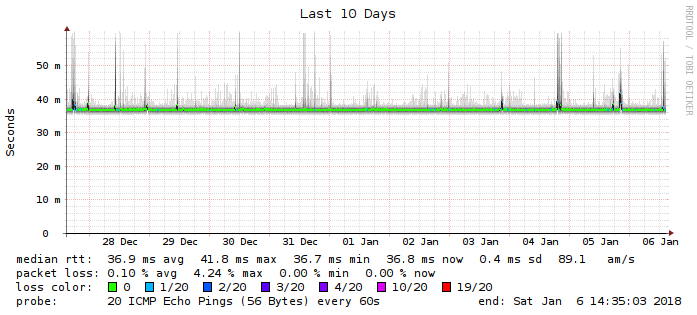 Last 10 Days
RRDTOOL / TOBI OETIKER
Seconds
50 m
40 m
30 m
20 m
10 m
0
28 Dec 29 Dec 30 Dec 31 Dec 01 Jan 02 Jan 03 Jan 04 Jan 05 Jan 06 Jan
median rtt: 36.9 ms avg 41.8 ms max 36.7 ms min 36.8 ms now 0.4 ms sd 89.1 am/s
packet loss: 0.10 % avg 4.24 % max 0.00 % min 0.00 % now
loss color: 0 1/20 2/20 3/20 4/20 10/20 19/20
probe: 20 ICMP Echo Pings (56 Bytes) every 60s end: Sat Jan 6 14:35:03 2018